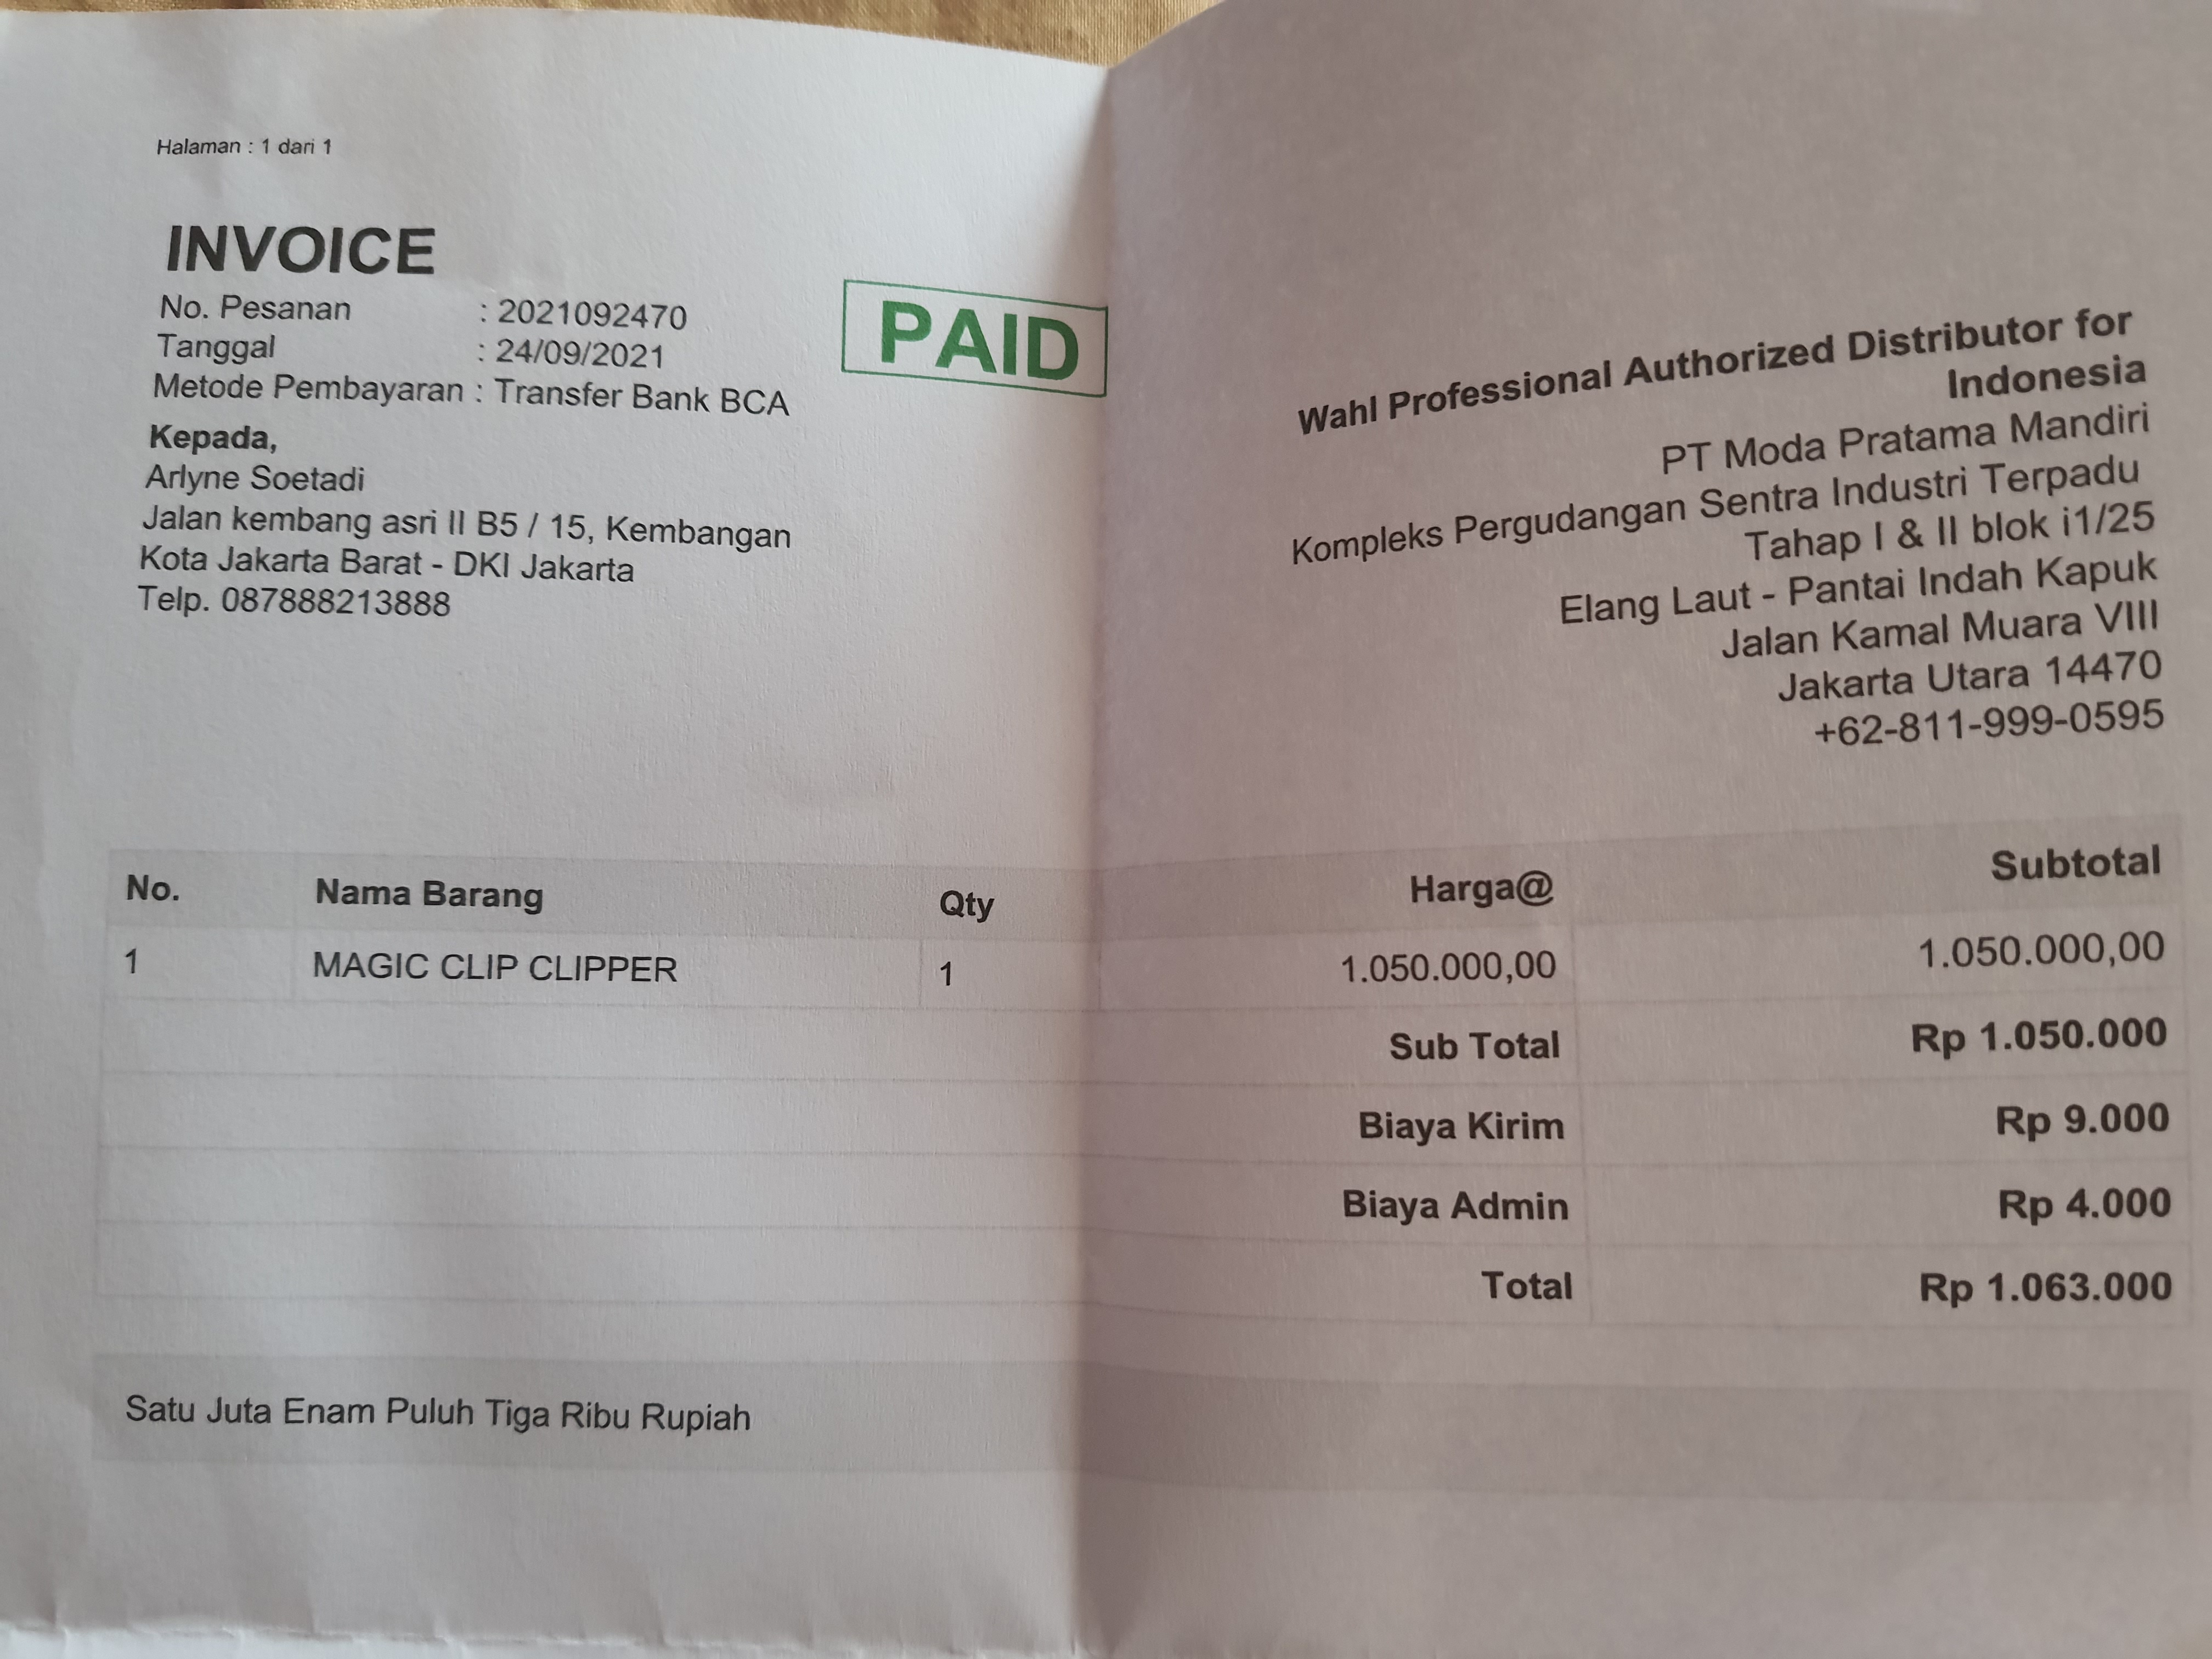 Halaman : 1 dari 1
INVOICE
No. Pesanan : 2021092470
Tanggal : 24/09/2021
Metode Pembayaran : Transfer Bank BCA
Kepada,
Arlyne Soetadi
Jalan kembang asri II B5 / 15, Kembangan
Kota Jakarta Barat - DKI Jakarta
Telp. 087888213888
PAID
Wahl Professional Authorized Distributor for
Indonesia
PT Moda Pratama Mandiri
Kompleks Pergudangan Sentra Industri Terpadu
Tahap I & II blok i1/25
Elang Laut - Pantai Indah Kapuk
Jalan Kamal Muara VIII
Jakarta Utara 14470
+62-811-999-0595
No. Nama Barang Qty Harga@ Subtotal
1 MAGIC CLIP CLIPPER 1 1.050.000,00 1.050.000,00
Sub Total Rp 1.050.000
Biaya Kirim Rp 9.000
Biaya Admin Rp 4.000
Total Rp 1.063.000
Satu Juta Enam Puluh Tiga Ribu Rupiah